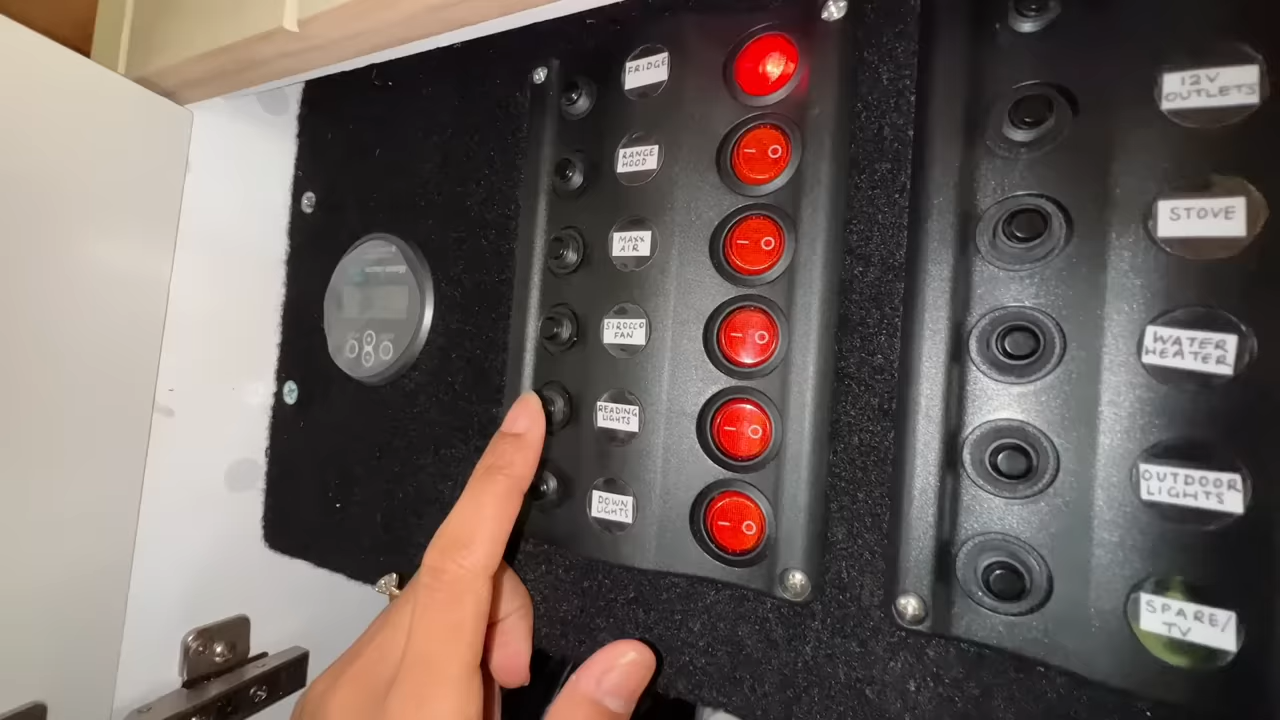 FRIDGE
RANGE
HOOD
MAXX
AIR
SIROCCO
FAN
READING
LIGHTS
DOWN
LIGHTS
12V
OUTLETS
STOVE
WATER
HEATER
OUTDOOR
LIGHTS
SPARE/
TV